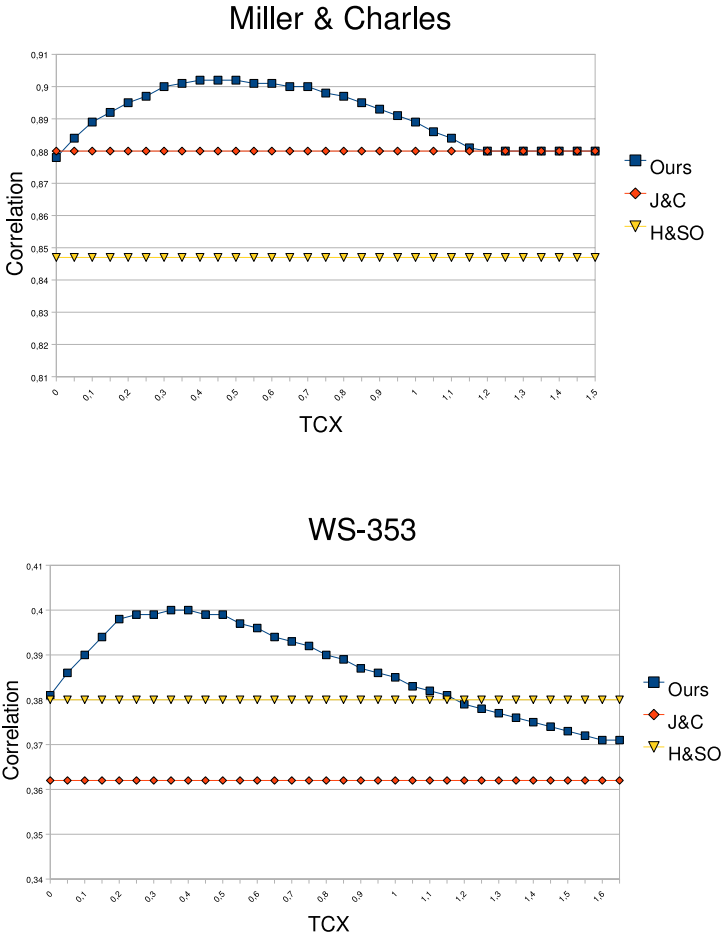 Miller & Charles
0,91
0,9
0,89
0,88
0,87
0,86
0,85
0,84
0,83
0,82
0,81
Correlation
0 0,1 0,2 0,3 0,4 0,5 0,6 0,7 0,8 0,9 1 1,1 1,2 1,3 1,4 1,5
TCX
Ours
J&C
H&SO
WS-353
0,41
0,4
0,39
0,38
0,37
0,36
0,35
0,34
Correlation
0 0,1 0,2 0,3 0,4 0,5 0,6 0,7 0,8 0,9 1 1,1 1,2 1,3 1,4 1,5 1,6
TCX
Ours
J&C
H&SO